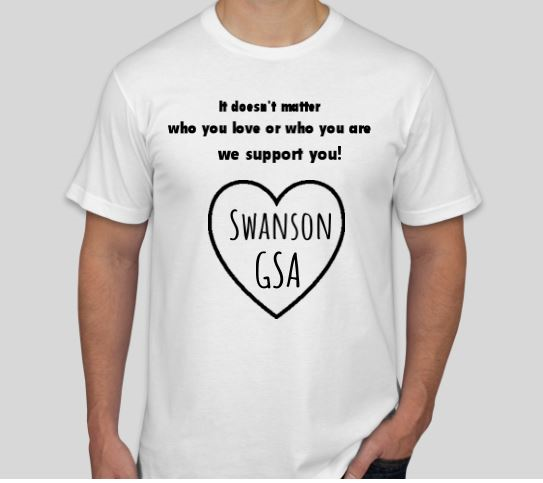 It doesn't matter
who you love or who you are
we support you!
SWANSON
GSA